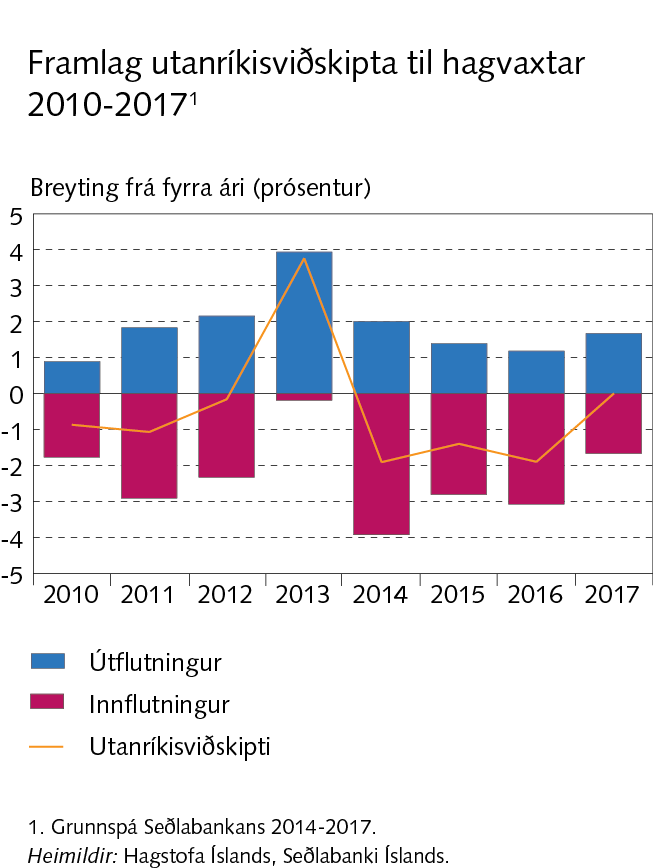 Framlag utanríkisviðskipta til hagvaxtar
2010-2017¹
Breyting frá fyrra ári (prósentur)
5
4
3
2
1
0
-1
-2
-3
-4
-5
2010 2011 2012 2013 2014 2015 2016 2017
Útflutningur
Innflutningur
Utanríkisviðskipti
1. Grunnspá Seðlabankans 2014-2017.
Heimildir: Hagstofa Íslands, Seðlabanki Íslands.